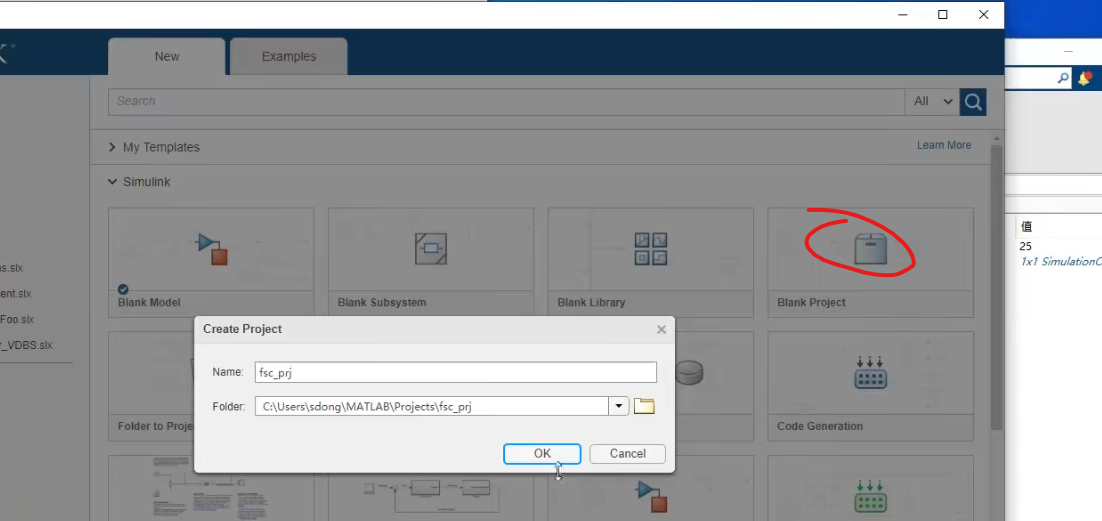 New
Examples
Search
All
My Templates
Learn More
Simulink
值
25
1x1 SimulationO
s.slx
ent.slx
Foo.slx
r_VDBS.slx
Blank Model
Blank Subsystem
Blank Library
Blank Project
Create Project
Name:
fsc_prj
Folder:
C:\Users\sdong\MATLAB\Projects\fsc_prj
OK
Cancel
Folder to Proje
Code Generation